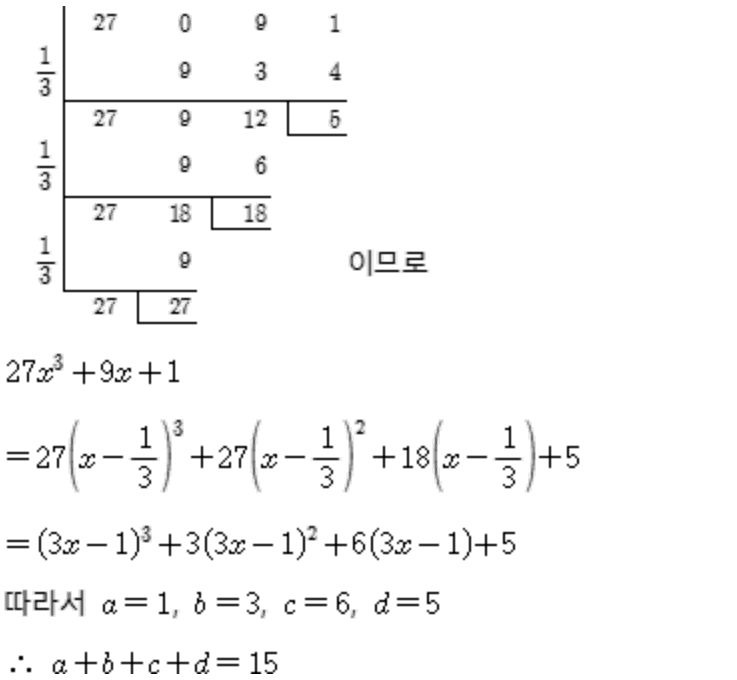 27 0 9 1
1/3 9 3 4
27 9 12 5
1/3 9 6
27 18 18
1/3 9 이므로
27 27
27x³+9x+1
=27(x−1/3)³+27(x−1/3)²+18(x−1/3)+5
=(3x−1)³+3(3x−1)²+6(3x−1)+5
따라서 a=1, b=3, c=6, d=5
∴ a+b+c+d=15